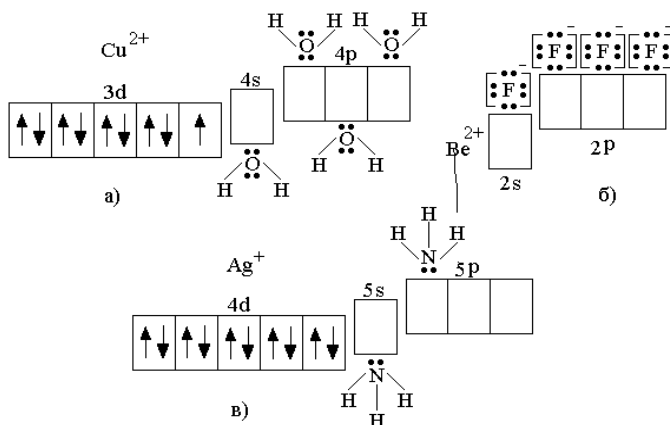 Cu2+
3d
4s
4p
H O H
H O H
H O H
H O H
а)
Be2+
2s
2p
F−
F− F− F−
б)
Ag+
4d
5s
5p
H
H N H
H N H
H
в)